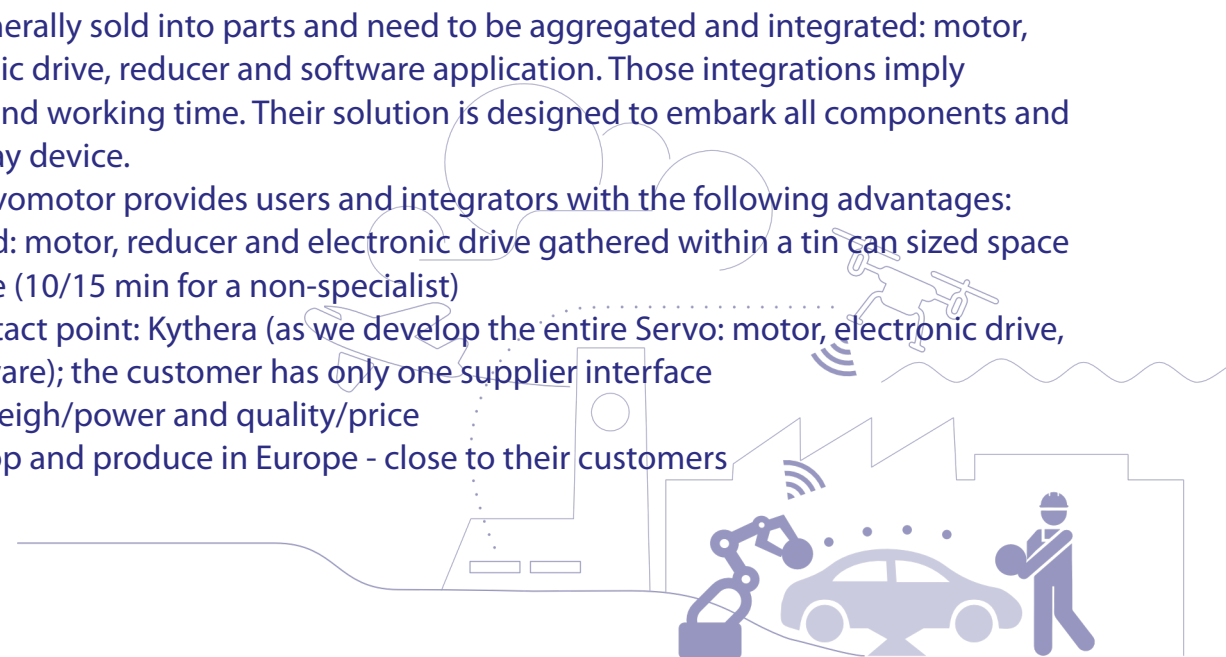 nerally sold into parts and need to be aggregated and integrated: motor,
ic drive, reducer and software application. Those integrations imply
nd working time. Their solution is designed to embark all components and
ay device.
vomotor provides users and integrators with the following advantages:
d: motor, reducer and electronic drive gathered within a tin can sized space
e (10/15 min for a non-specialist)
tact point: Kythera (as we develop the entire Servo: motor, electronic drive,
are); the customer has only one supplier interface
eigh/power and quality/price
op and produce in Europe - close to their customers